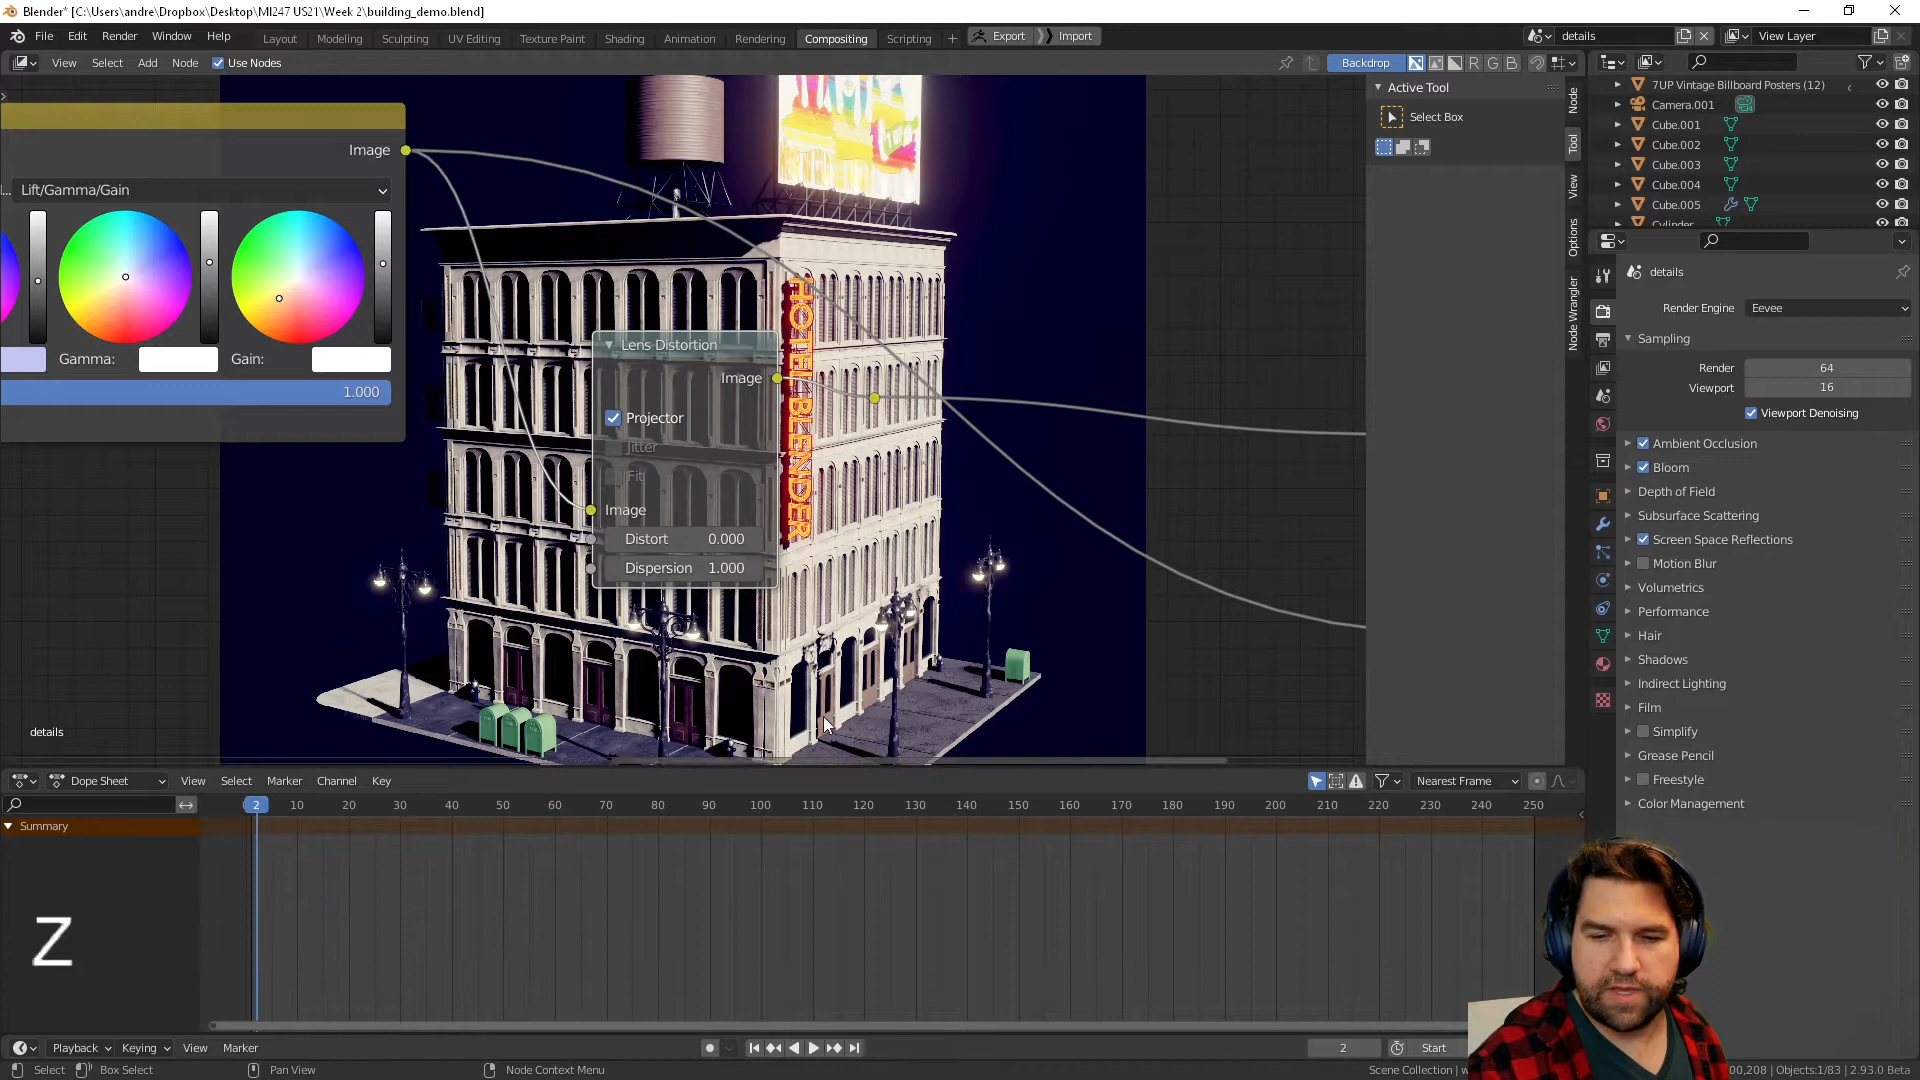 Blender* [C:\Users\andre\Dropbox\Desktop\MI247 US21\Week 2\building_demo.blend]
File Edit Render Window Help Layout Modeling Sculpting UV Editing Texture Paint Shading Animation Rendering Compositing Scripting + Export Import details View Layer
View Select Add Node Use Nodes Backdrop R G B
Active Tool
Select Box
Node
Tool
View
Options
Node Wrangler
7UP Vintage Billboard Posters (12)
Camera.001
Cube.001
Cube.002
Cube.003
Cube.004
Cube.005
Cylinder
Image
Lift/Gamma/Gain
Gamma:
Gain:
1.000
Lens Distortion
Image
Projector
Jitter
Fit
Image
Distort 0.000
Dispersion 1.000
HOTEL BLENDER
details
details
Render Engine Eevee
Sampling
Render 64
Viewport 16
Viewport Denoising
Ambient Occlusion
Bloom
Depth of Field
Subsurface Scattering
Screen Space Reflections
Motion Blur
Volumetrics
Performance
Hair
Shadows
Indirect Lighting
Film
Simplify
Grease Pencil
Freestyle
Color Management
Dope Sheet View Select Marker Channel Key Nearest Frame
2 10 20 30 40 50 60 70 80 90 100 110 120 130 140 150 160 170 180 190 200 210 220 230 240 250
Summary
Z
Playback Keying View Marker 2 Start
Select Box Select Pan View Node Context Menu Scene Collection 00,208 | Objects:1/83 | 2.93.0 Beta